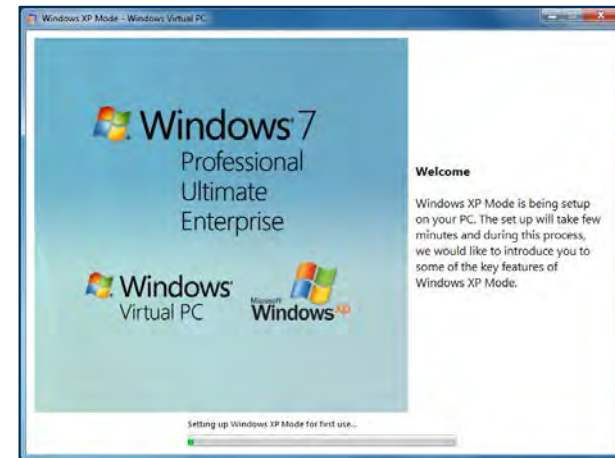 Windows XP Mode - Windows Virtual PC
Windows 7
Professional
Ultimate
Enterprise
Windows
Virtual PC
Microsoft
Windows xp
Welcome
Windows XP Mode is being setup
on your PC. The set up will take few
minutes and during this process,
we would like to introduce you to
some of the key features of
Windows XP Mode.
Setting up Windows XP Mode for first use...